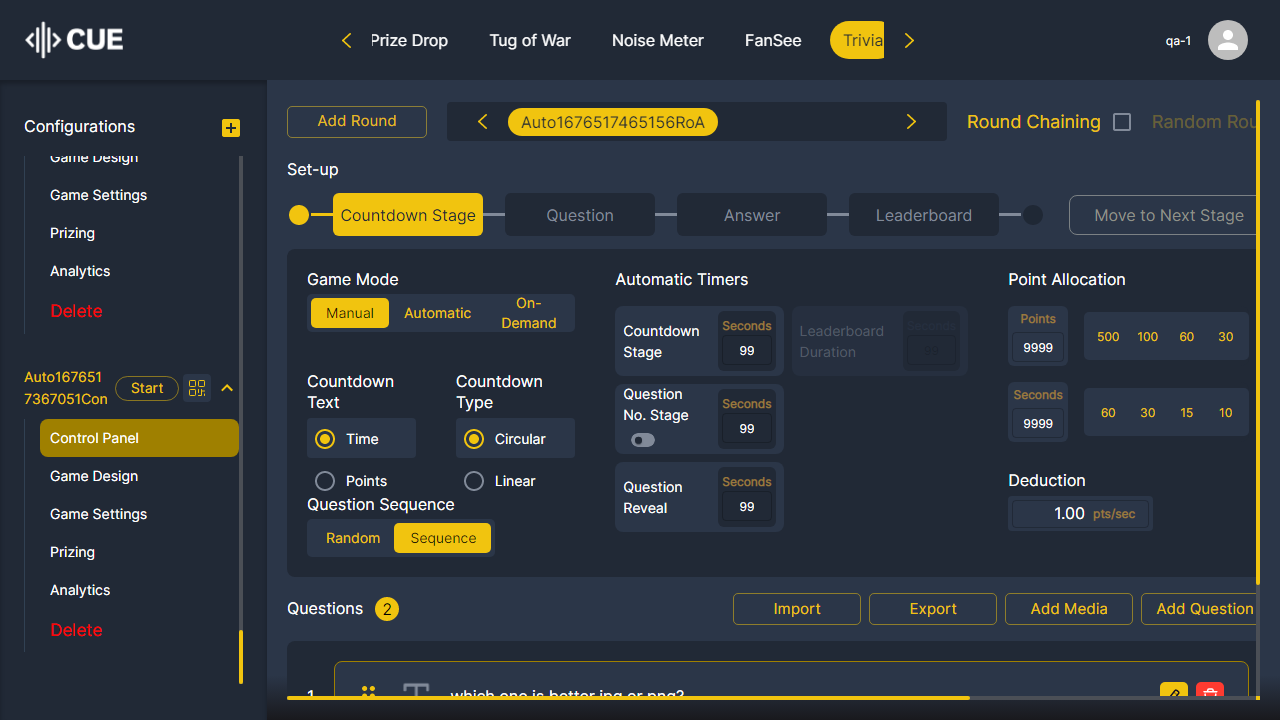 CUE
Prize Drop
Tug of War
Noise Meter
FanSee
Trivia
qa-1
Configurations
Game Design
Game Settings
Prizing
Analytics
Delete
Auto167651
7367051Con
Start
Control Panel
Game Design
Game Settings
Prizing
Analytics
Delete
Add Round
Auto1676517465156RoA
Round Chaining
Random Rou
Set-up
Countdown Stage
Question
Answer
Leaderboard
Move to Next Stage
Game Mode
Manual
Automatic
On-
Demand
Countdown
Text
Time
Points
Countdown
Type
Circular
Linear
Question Sequence
Random
Sequence
Automatic Timers
Countdown
Stage
Seconds
99
Leaderboard
Duration
Question
No. Stage
Seconds
99
Question
Reveal
Seconds
99
Point Allocation
Points
9999
500
100
60
30
Seconds
9999
60
30
15
10
Deduction
1.00 pts/sec
Questions 2
Import
Export
Add Media
Add Question
1
which one is better jpg or png?